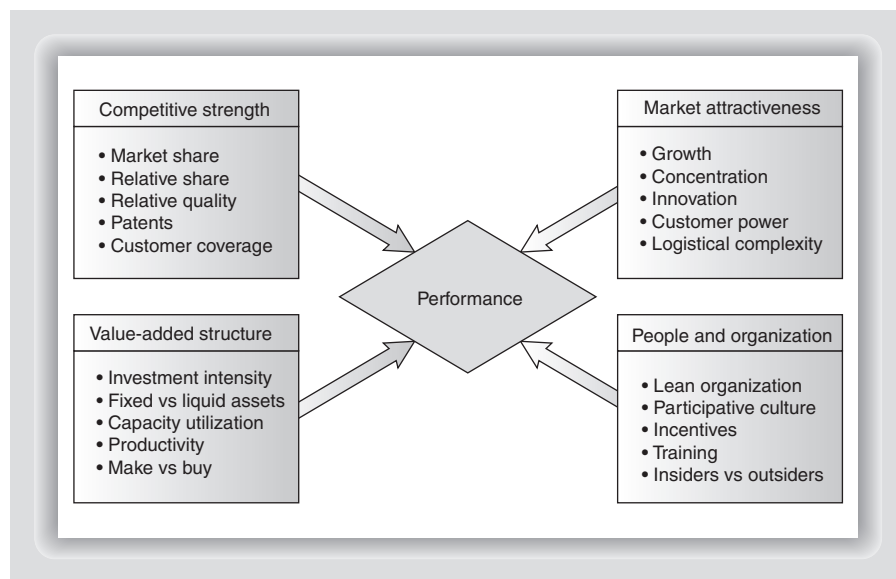 Competitive strength
• Market share
• Relative share
• Relative quality
• Patents
• Customer coverage
Market attractiveness
• Growth
• Concentration
• Innovation
• Customer power
• Logistical complexity
Performance
Value-added structure
• Investment intensity
• Fixed vs liquid assets
• Capacity utilization
• Productivity
• Make vs buy
People and organization
• Lean organization
• Participative culture
• Incentives
• Training
• Insiders vs outsiders